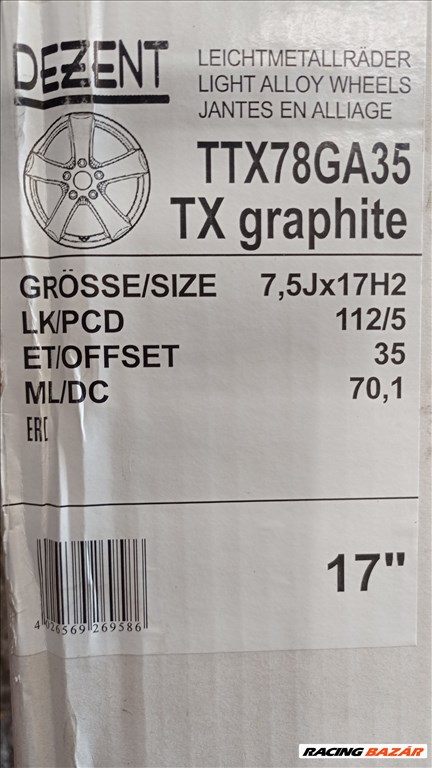 DEZENT
LEICHTMETALLRÄDER
LIGHT ALLOY WHEELS
JANTES EN ALLIAGE
TTX78GA35
TX graphite
GRÖSSE/SIZE 7,5Jx17H2
LK/PCD 112/5
ET/OFFSET 35
ML/DC 70,1
17"
4 026569 269586
RACING BAZÁR